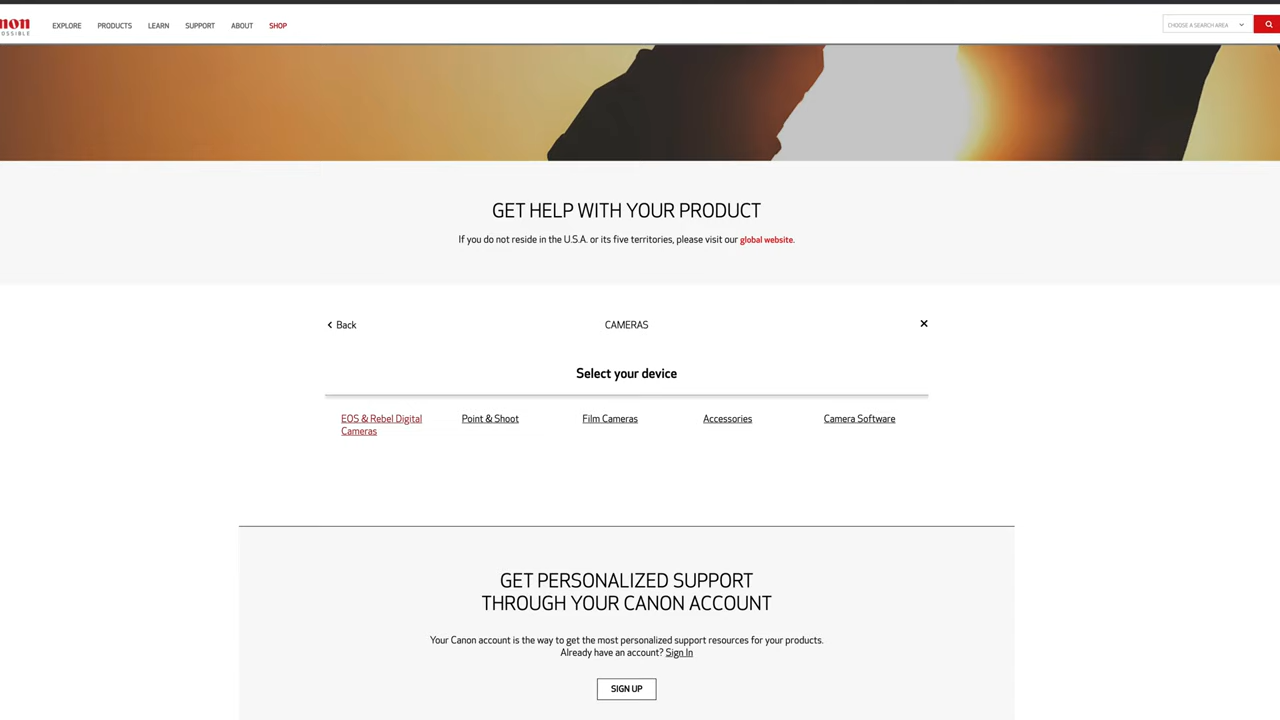 non
OSSIBLE
EXPLORE PRODUCTS LEARN SUPPORT ABOUT SHOP
CHOOSE A SEARCH AREA
GET HELP WITH YOUR PRODUCT
If you do not reside in the U.S.A. or its five territories, please visit our global website.
Back
CAMERAS
Select your device
EOS & Rebel Digital
Cameras
Point & Shoot
Film Cameras
Accessories
Camera Software
GET PERSONALIZED SUPPORT
THROUGH YOUR CANON ACCOUNT
Your Canon account is the way to get the most personalized support resources for your products.
Already have an account? Sign In
SIGN UP